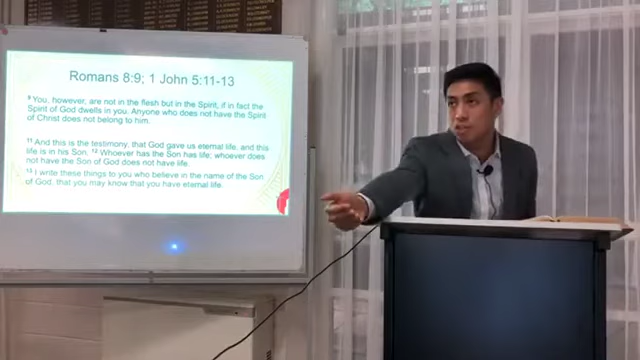 Romans 8:9; 1 John 5:11-13
⁹ You, however, are not in the flesh but in the Spirit, if in fact the
Spirit of God dwells in you. Anyone who does not have the Spirit
of Christ does not belong to him.
¹¹ And this is the testimony, that God gave us eternal life, and this
life is in his Son. ¹² Whoever has the Son has life; whoever does
not have the Son of God does not have life.
¹³ I write these things to you who believe in the name of the Son
of God, that you may know that you have eternal life.